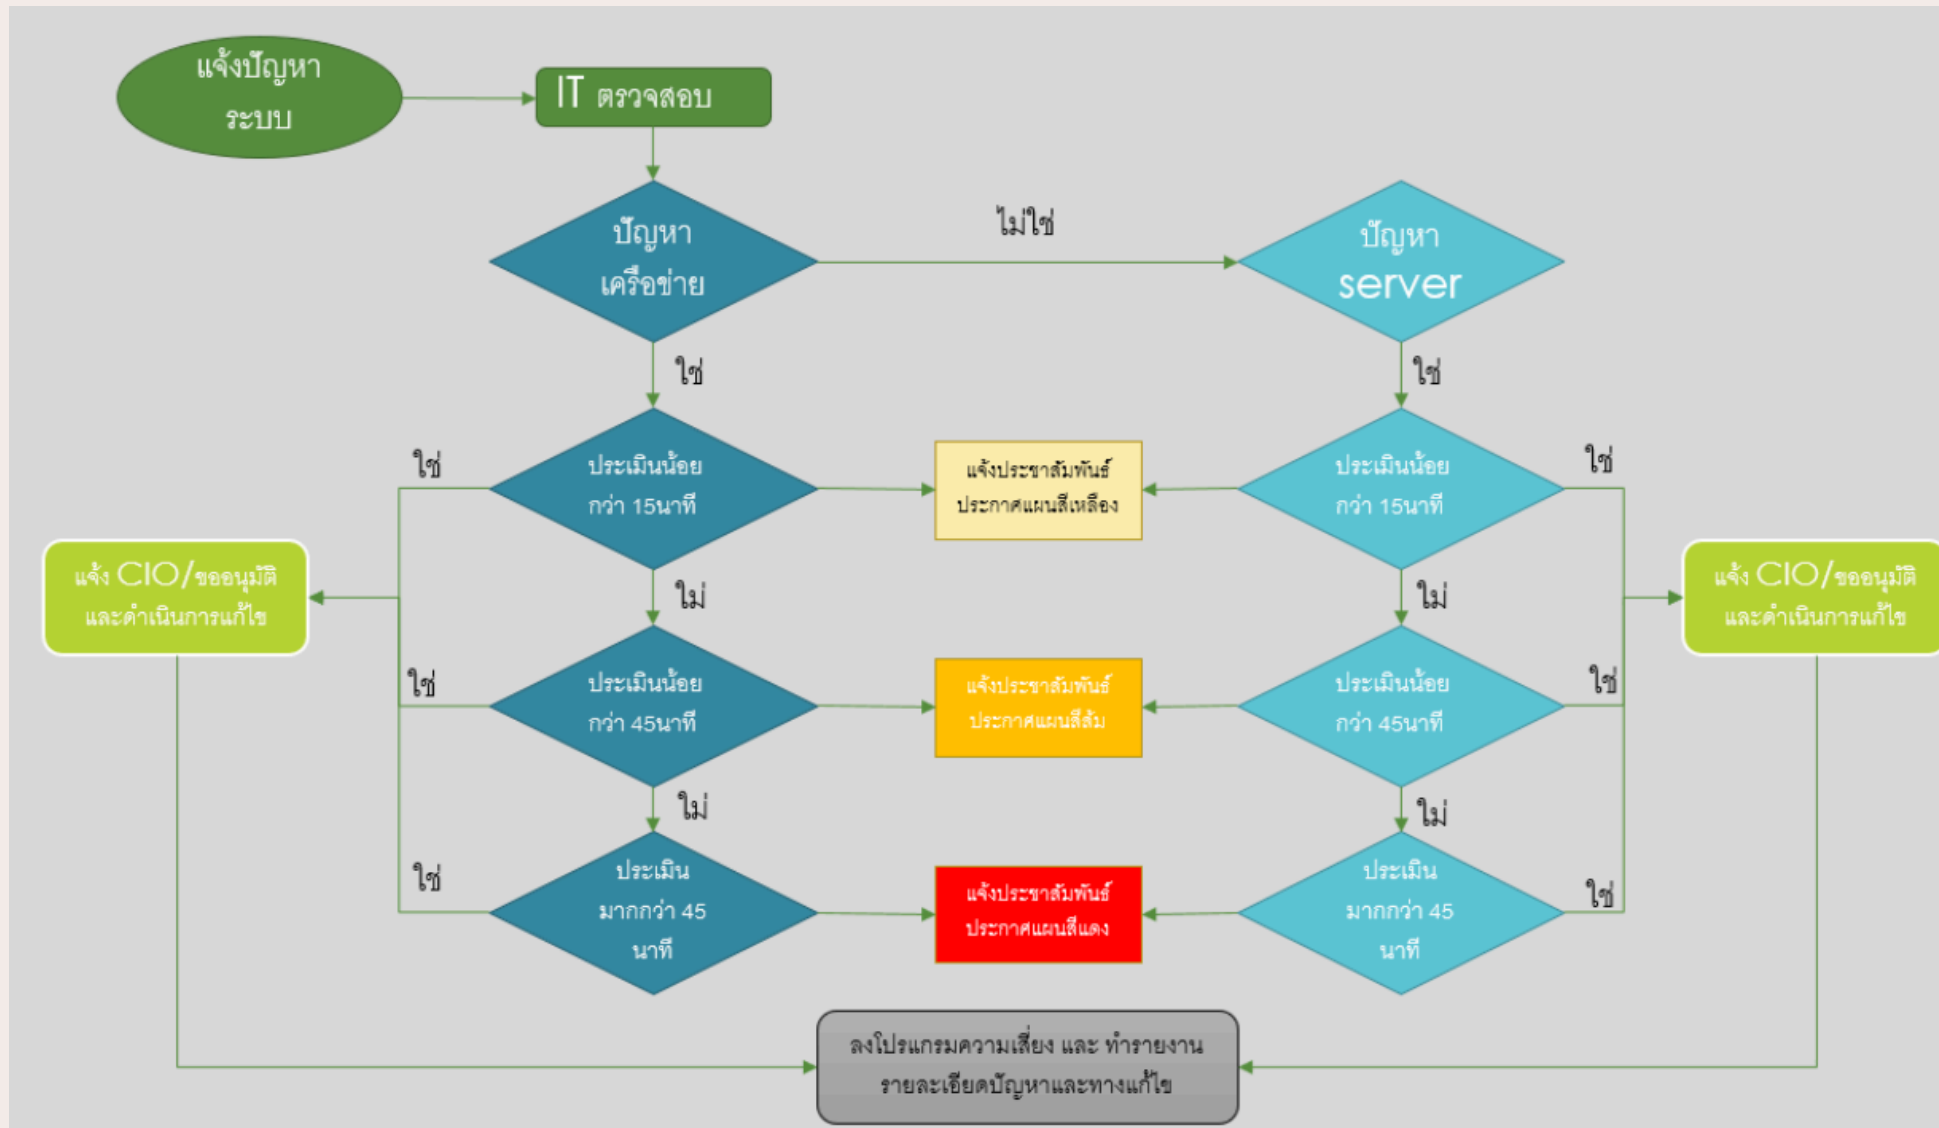 แจ้งปัญหา
ระบบ
IT ตรวจสอบ
ปัญหา
เครือข่าย
ไม่ใช่
ปัญหา
server
ใช่
ใช่
ใช่
ประเมินน้อย
กว่า 15นาที
แจ้งประชาสัมพันธ์
ประกาศแผนสีเหลือง
ประเมินน้อย
กว่า 15นาที
ใช่
แจ้ง CIO/ขออนุมัติ
และดำเนินการแก้ไข
ใม่
ใม่
แจ้ง CIO/ขออนุมัติ
และดำเนินการแก้ไข
ใช่
ประเมินน้อย
กว่า 45นาที
แจ้งประชาสัมพันธ์
ประกาศแผนสีส้ม
ประเมินน้อย
กว่า 45นาที
ใช่
ใม่
ใม่
ใช่
ประเมิน
มากกว่า 45
นาที
แจ้งประชาสัมพันธ์
ประกาศแผนสีแดง
ประเมิน
มากกว่า 45
นาที
ใช่
ลงโปรแกรมความเสี่ยง และ ทำรายงาน
รายละเอียดปัญหาและทางแก้ไข